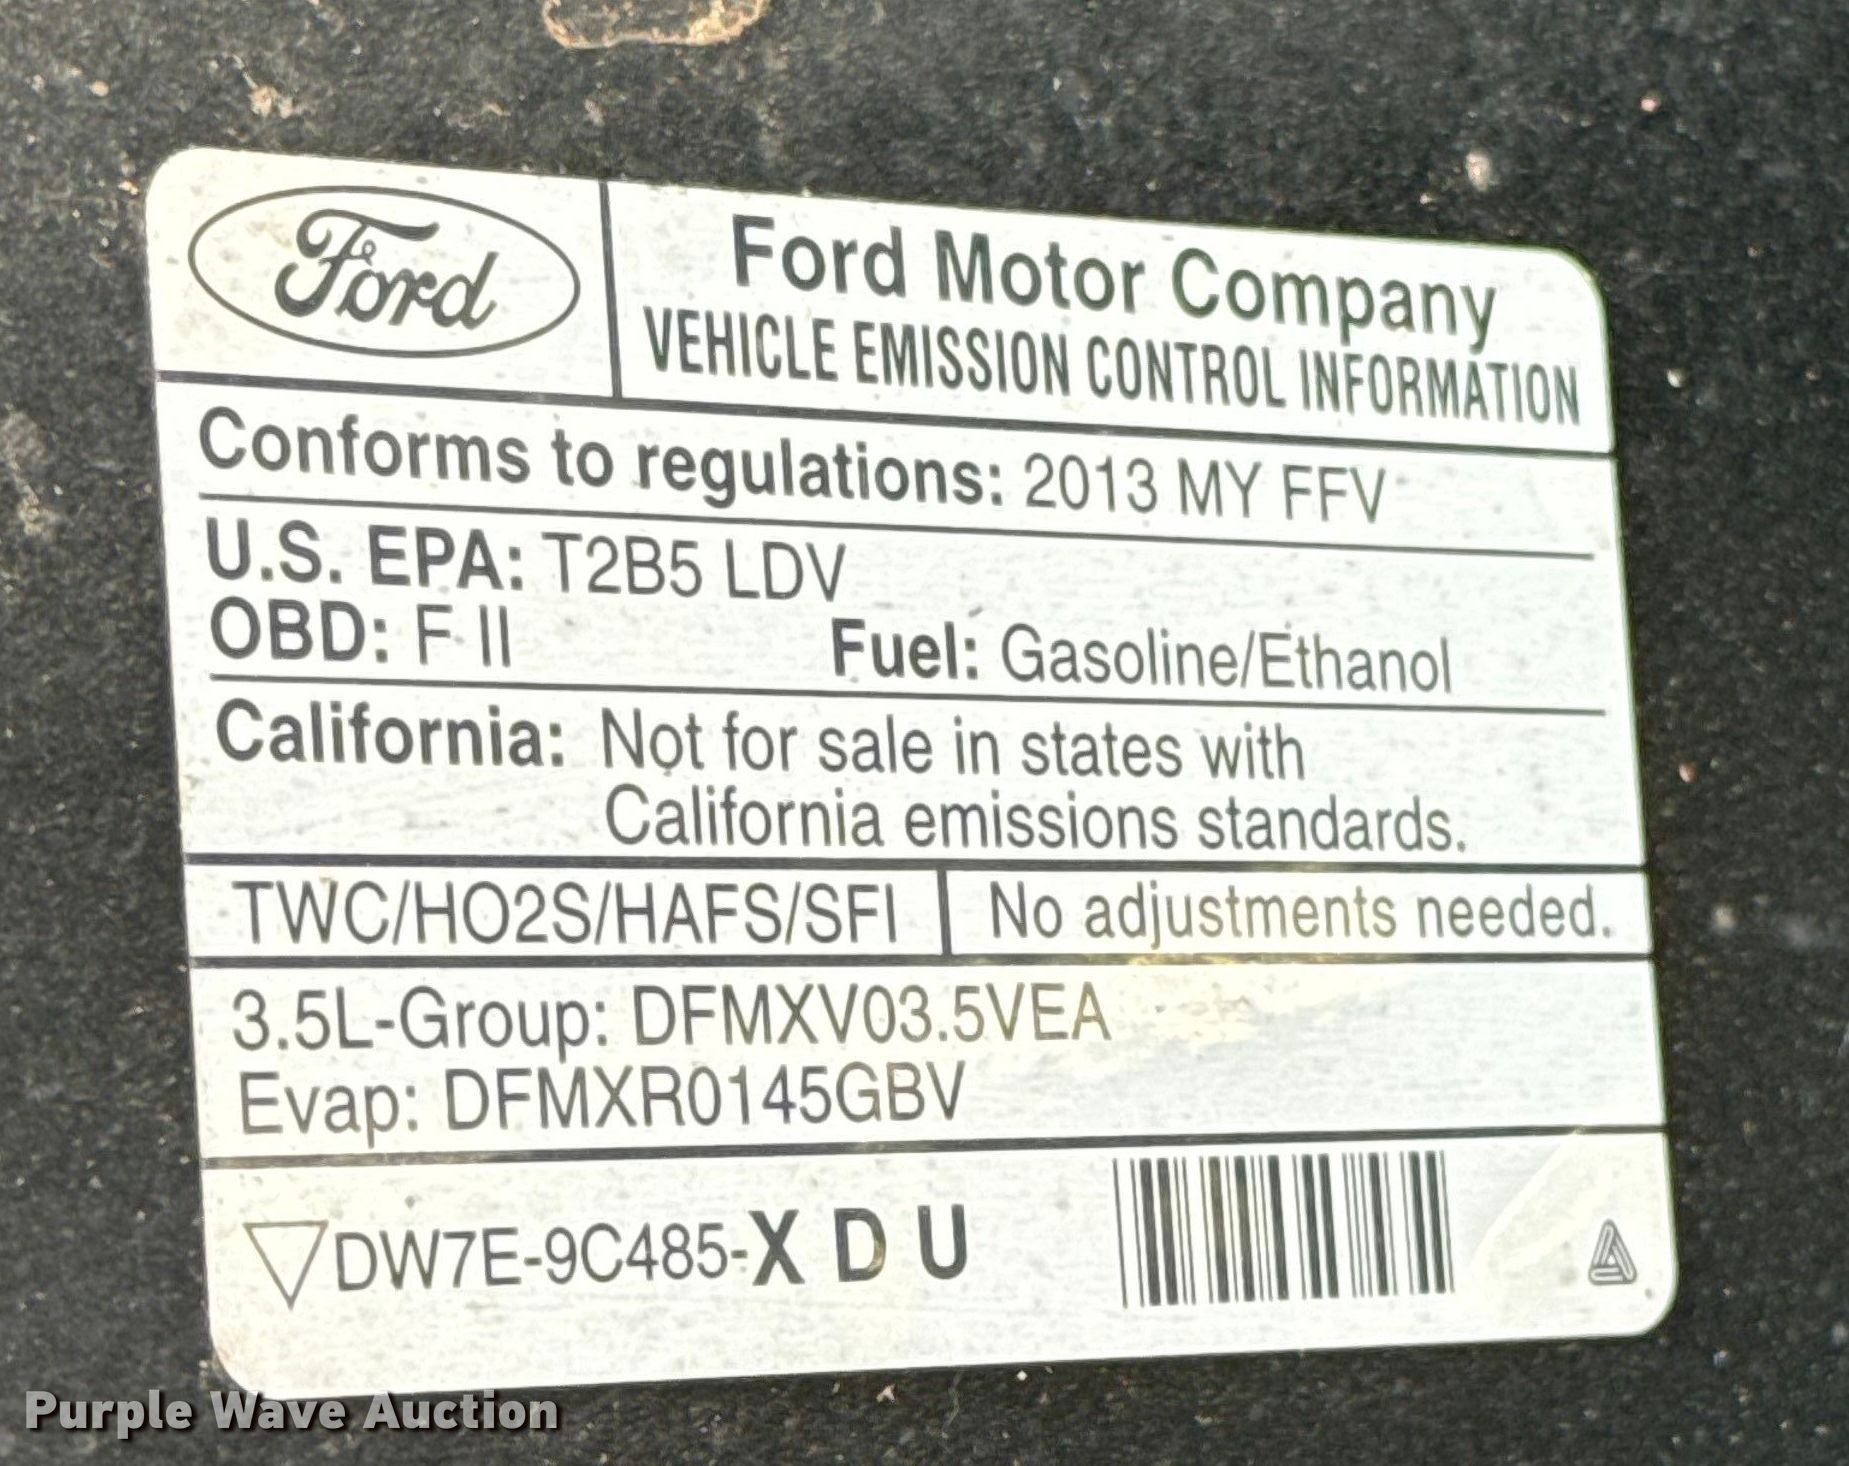 Ford
Ford Motor Company
VEHICLE EMISSION CONTROL INFORMATION
Conforms to regulations: 2013 MY FFV
U.S. EPA: T2B5 LDV
OBD: F II Fuel: Gasoline/Ethanol
California: Not for sale in states with
California emissions standards.
TWC/HO2S/HAFS/SFI No adjustments needed.
3.5L-Group: DFMXV03.5VEA
Evap: DFMXR0145GBV
DW7E-9C485-X D U
Purple Wave Auction